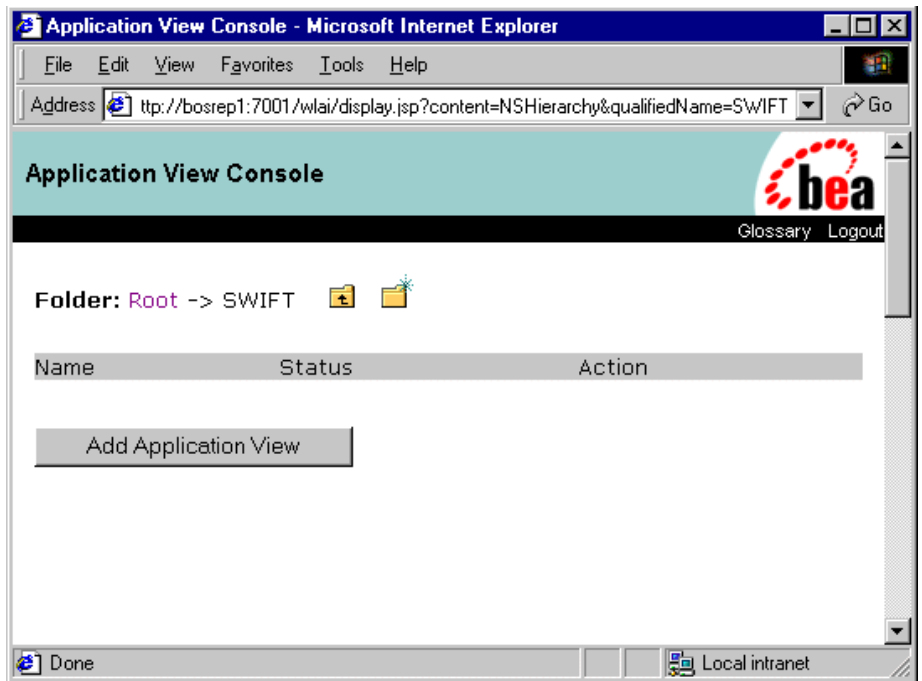 Application View Console - Microsoft Internet Explorer
File Edit View Favorites Tools Help
Address ttp://bosrep1:7001/wlai/display.jsp?content=NSHierarchy&qualifiedName=SWIFT Go
Application View Console
bea
Glossary Logout
Folder: Root -> SWIFT
Name Status Action
Add Application View
Done Local intranet